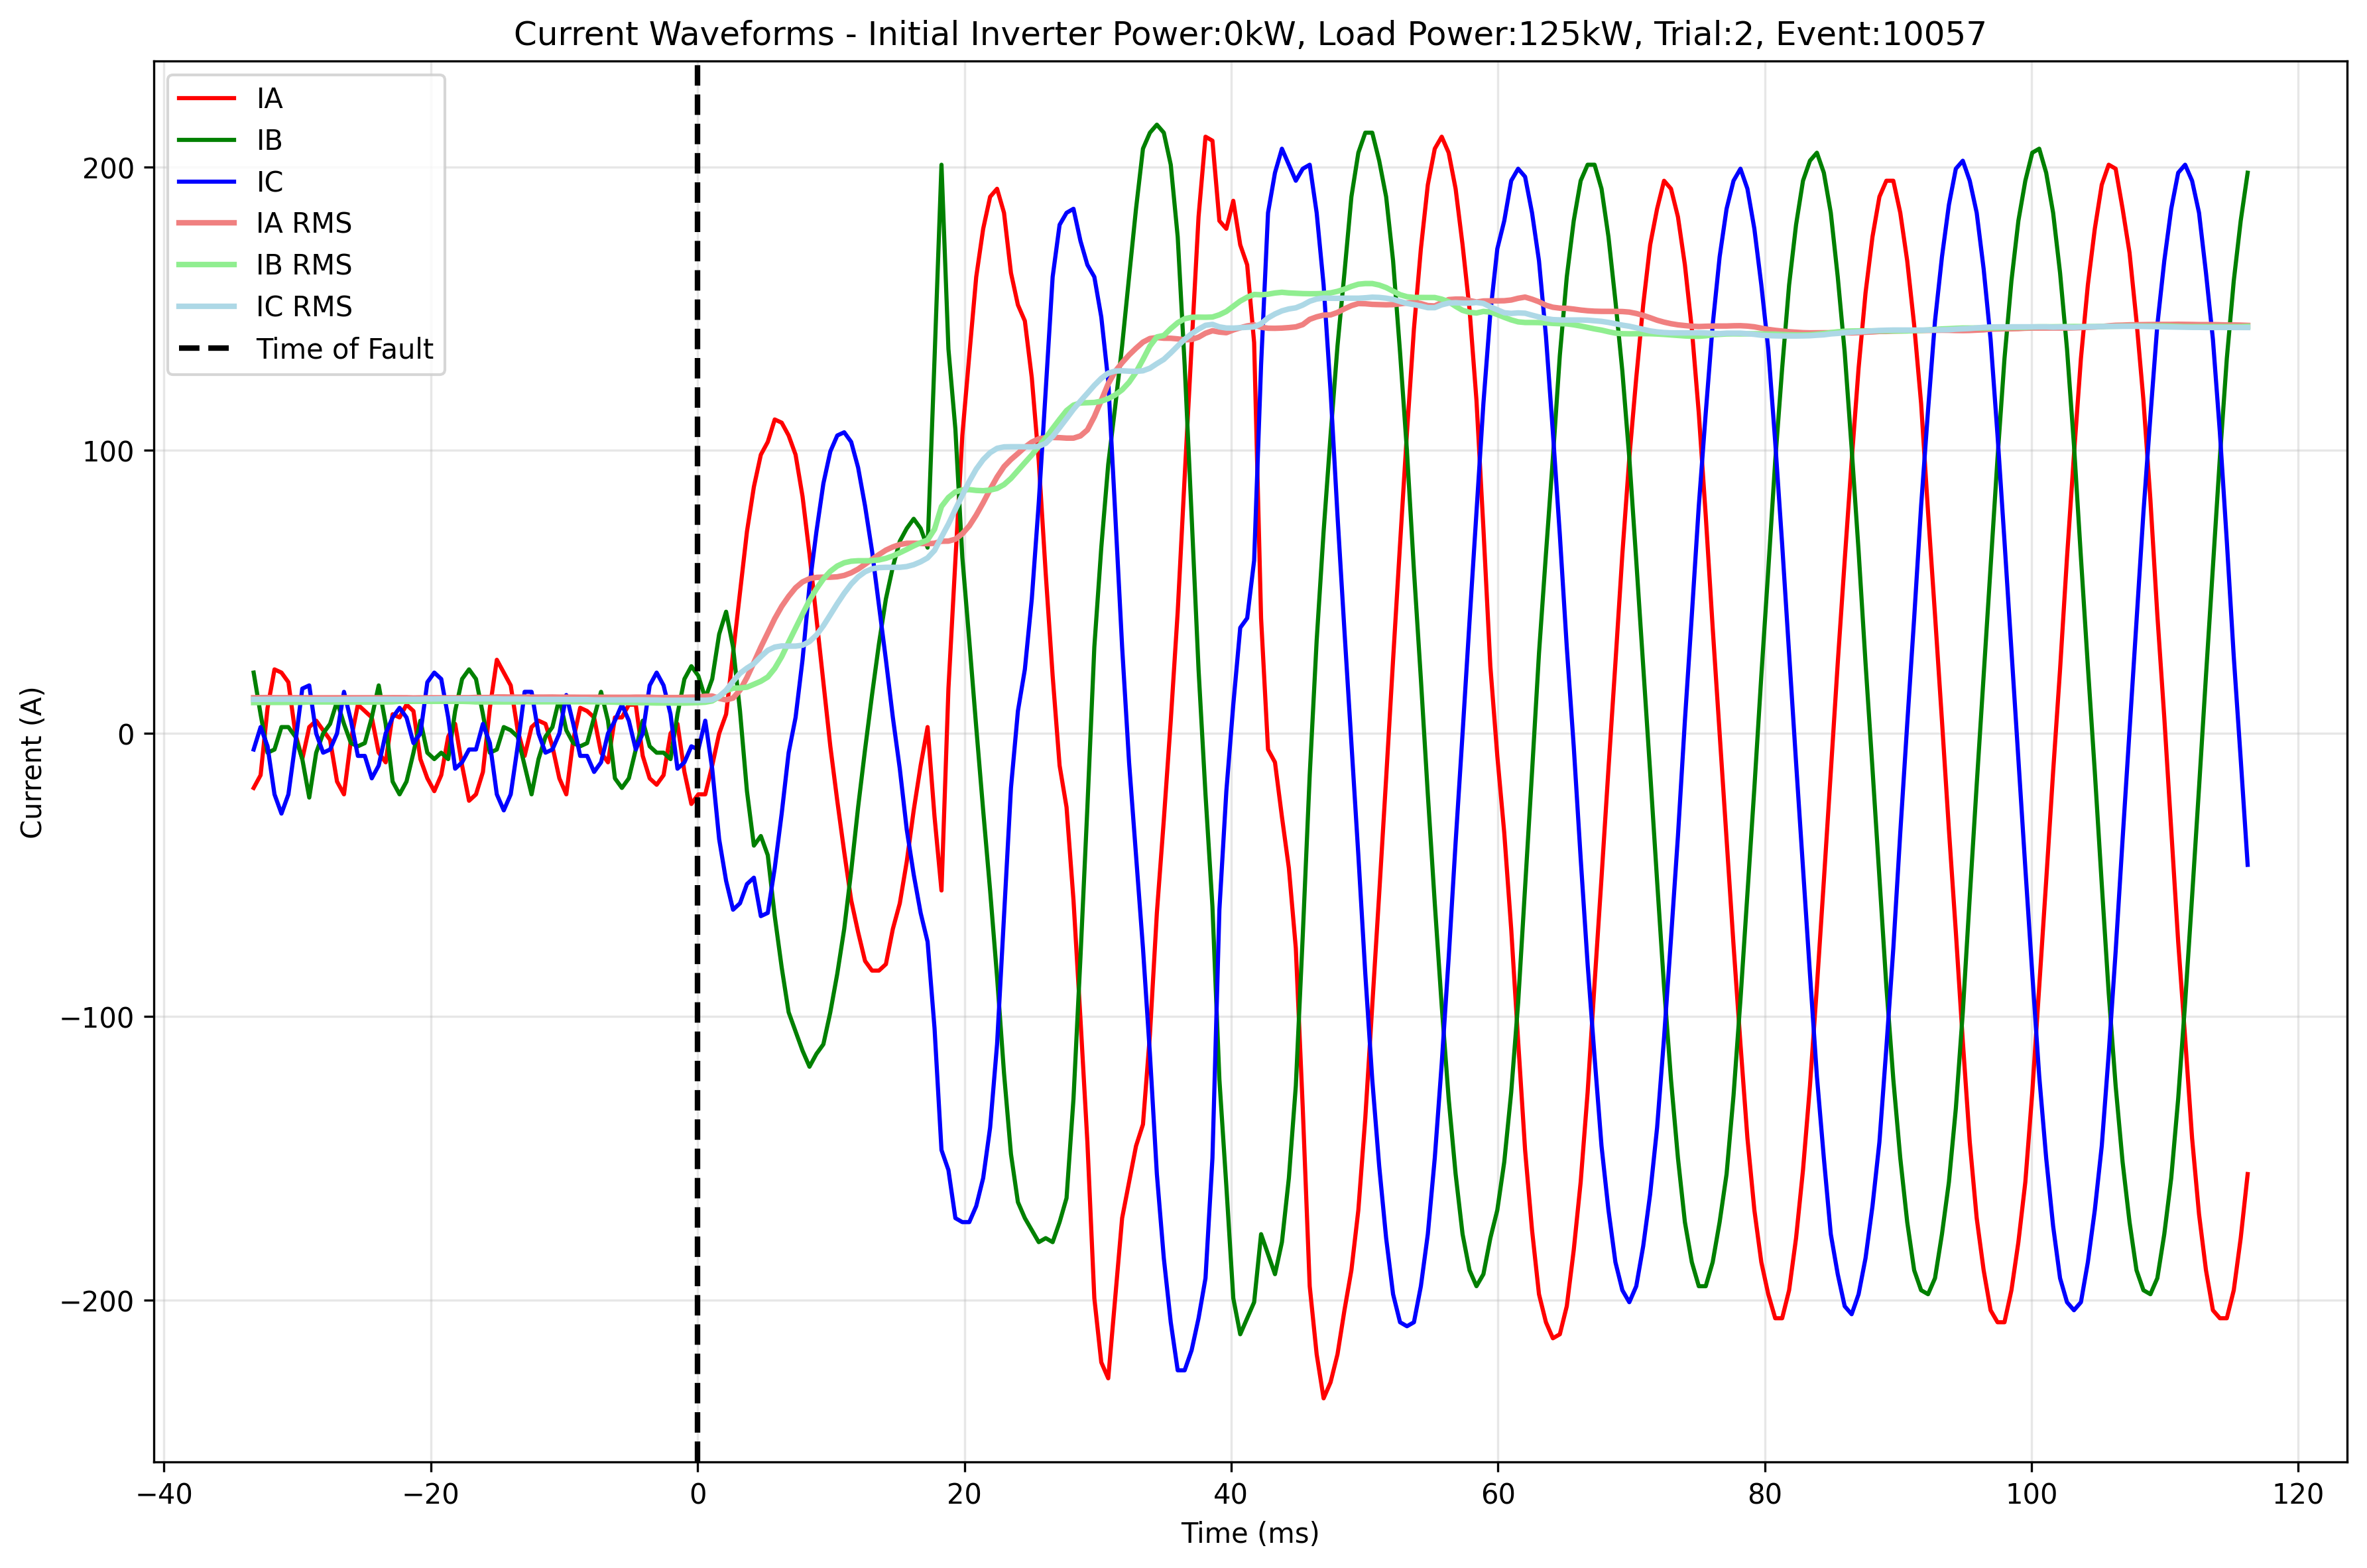 Current Waveforms - Initial Inverter Power:0kW, Load Power:125kW, Trial:2, Event:10057
IA
IB
IC
IA RMS
IB RMS
IC RMS
Time of Fault
Current (A)
200
100
0
−100
−200
−40
−20
0
20
40
60
80
100
120
Time (ms)